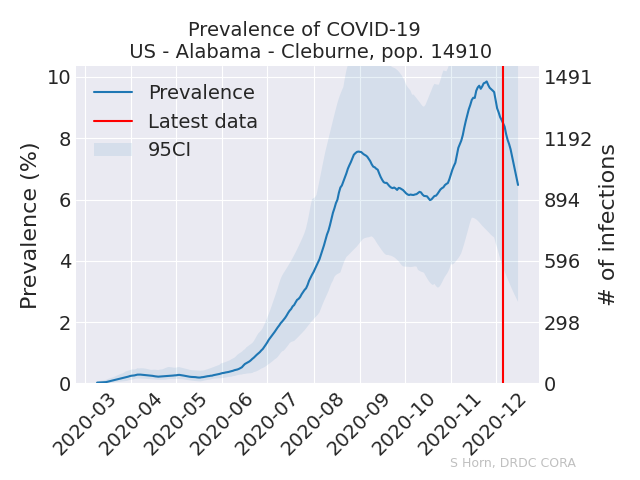 Prevalence of COVID-19
US - Alabama - Cleburne, pop. 14910
Prevalence
Latest data
95CI
Prevalence (%)
10
8
6
4
2
0
1491
1192
894
596
298
0
# of infections
2020-03
2020-04
2020-05
2020-06
2020-07
2020-08
2020-09
2020-10
2020-11
2020-12
S Horn, DRDC CORA